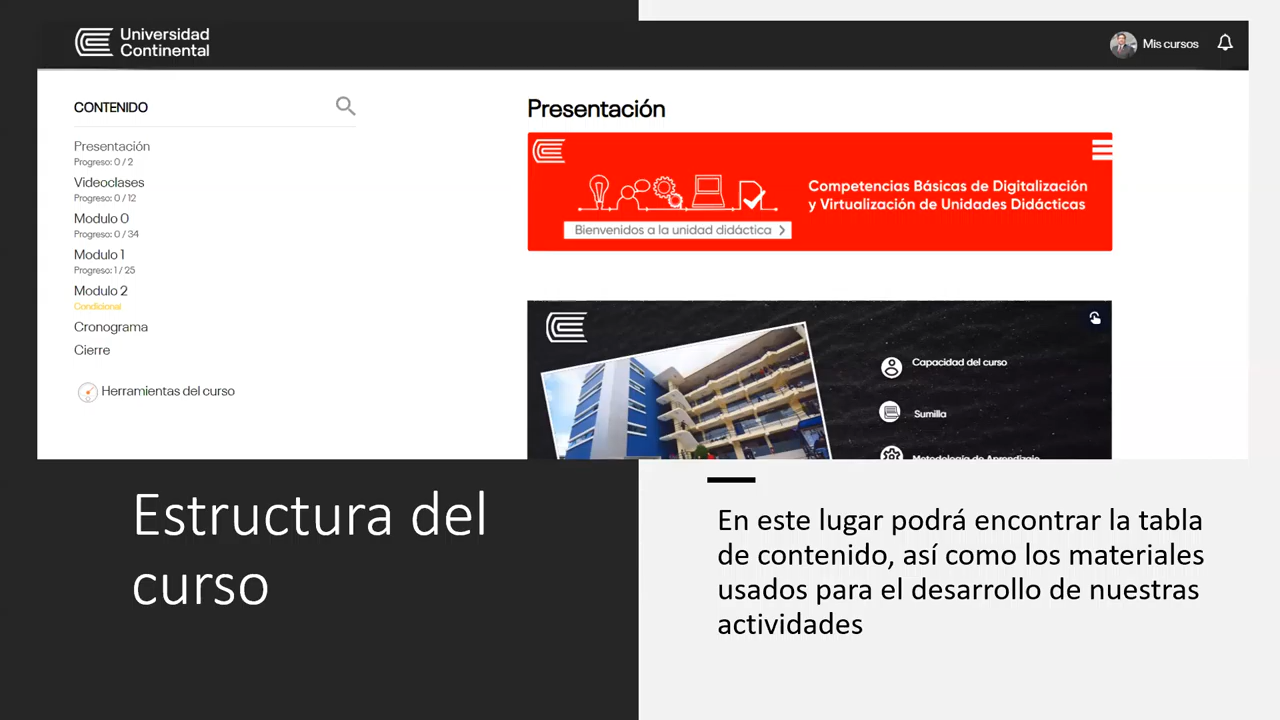 Universidad
Continental
Mis cursos
CONTENIDO
Presentación
Progreso: 0 / 2
Videoclases
Progreso: 0 / 12
Modulo 0
Progreso: 0 / 34
Modulo 1
Progreso: 1 / 25
Modulo 2
Condicional
Cronograma
Cierre
Herramientas del curso
Presentación
Competencias Básicas de Digitalización
y Virtualización de Unidades Didácticas
Bienvenidos a la unidad didáctica
Capacidad del curso
Sumilla
Metodología de Aprendizaje
Estructura del
curso
En este lugar podrá encontrar la tabla
de contenido, así como los materiales
usados para el desarrollo de nuestras
actividades